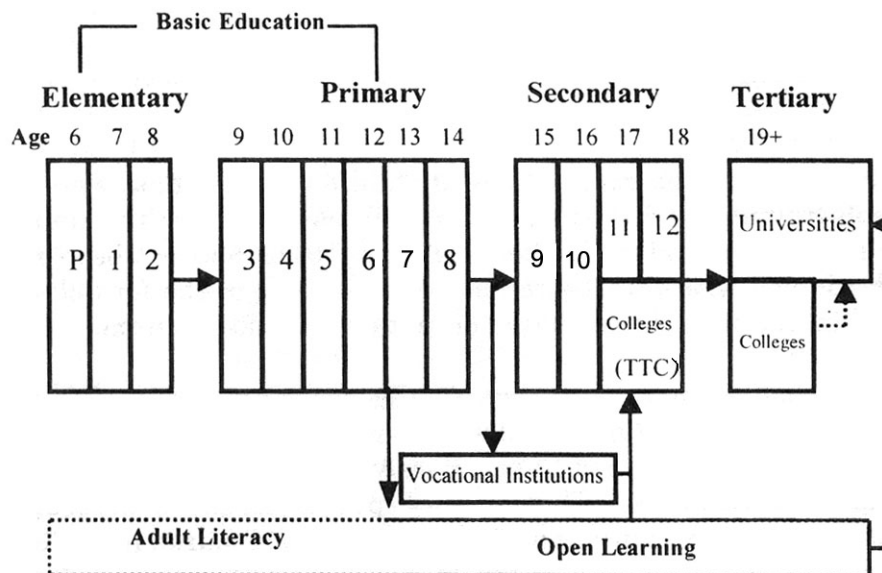 Basic Education
Elementary Primary Secondary Tertiary
Age 6 7 8 9 10 11 12 13 14 15 16 17 18 19+
P 1 2 3 4 5 6 7 8 9 10 11 12 Universities
Colleges Colleges
(TTC)
Vocational Institutions
Adult Literacy Open Learning